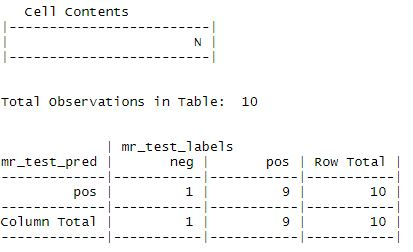 Cell Contents
|-------------------------|
|                       N |
|-------------------------|
Total Observations in Table:  10
             | mr_test_labels
mr_test_pred |       neg |       pos | Row Total |
-------------|-----------|-----------|-----------|
         pos |         1 |         9 |        10 |
-------------|-----------|-----------|-----------|
Column Total |         1 |         9 |        10 |
-------------|-----------|-----------|-----------|